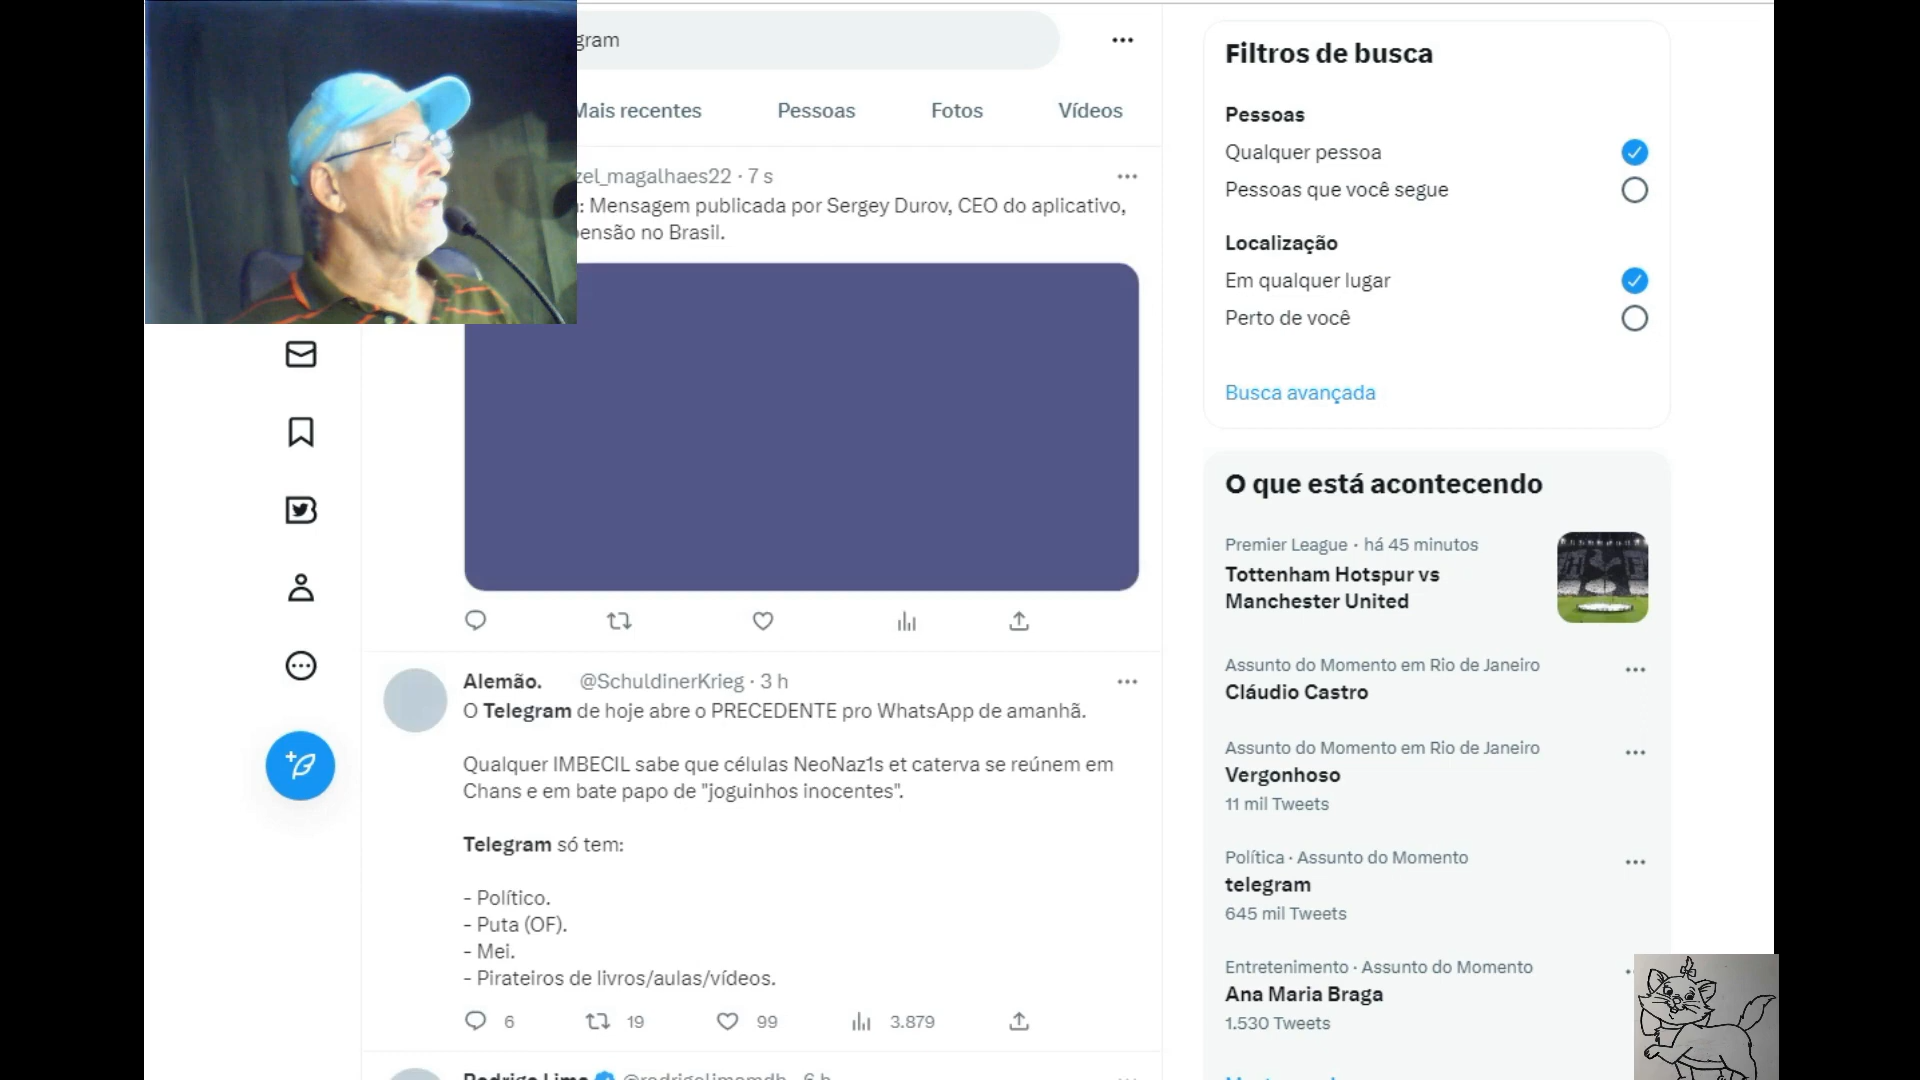 gram
Mais recentes
Pessoas
Fotos
Vídeos
zel_magalhaes22 · 7 s
: Mensagem publicada por Sergey Durov, CEO do aplicativo,
ensão no Brasil.
Alemão. @SchuldinerKrieg · 3 h
O Telegram de hoje abre o PRECEDENTE pro WhatsApp de amanhã.
Qualquer IMBECIL sabe que células NeoNaz1s et caterva se reúnem em
Chans e em bate papo de "joguinhos inocentes".
Telegram só tem:
- Político.
- Puta (OF).
- Mei.
- Pirateiros de livros/aulas/vídeos.
6
19
99
3.879
Rodrigo Lima @rodrigolimamdb · 6 h
Filtros de busca
Pessoas
Qualquer pessoa
Pessoas que você segue
Localização
Em qualquer lugar
Perto de você
Busca avançada
O que está acontecendo
Premier League · há 45 minutos
Tottenham Hotspur vs
Manchester United
Assunto do Momento em Rio de Janeiro
Cláudio Castro
Assunto do Momento em Rio de Janeiro
Vergonhoso
11 mil Tweets
Política · Assunto do Momento
telegram
645 mil Tweets
Entretenimento · Assunto do Momento
Ana Maria Braga
1.530 Tweets